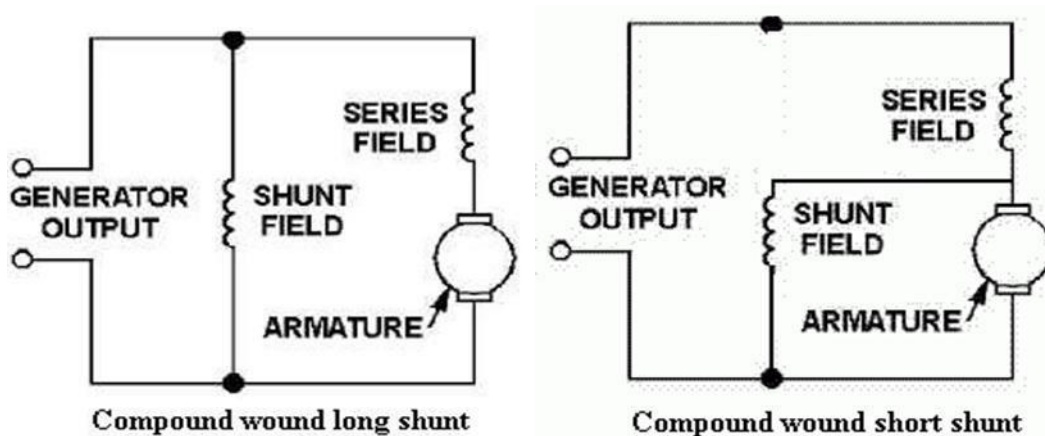 SERIES
FIELD
GENERATOR
OUTPUT
SHUNT
FIELD
ARMATURE
Compound wound long shunt
SERIES
FIELD
GENERATOR
OUTPUT
SHUNT
FIELD
ARMATURE
Compound wound short shunt